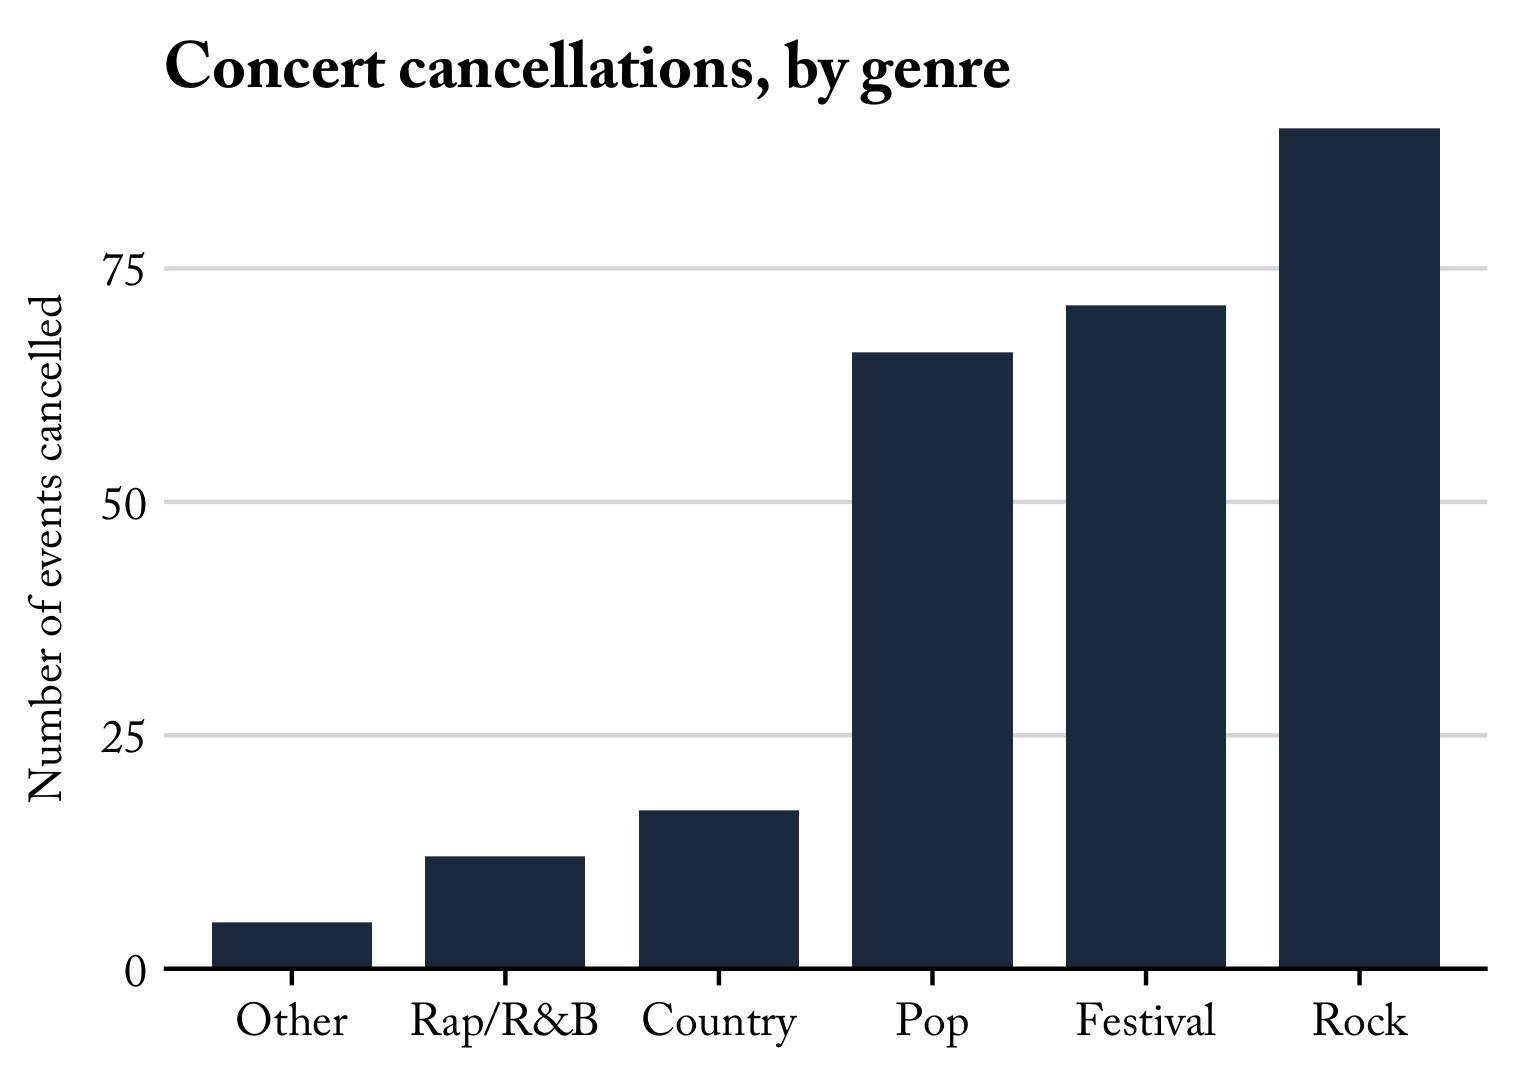 Concert cancellations, by genre
Number of events cancelled
75
50
25
0
Other
Rap/R&B
Country
Pop
Festival
Rock